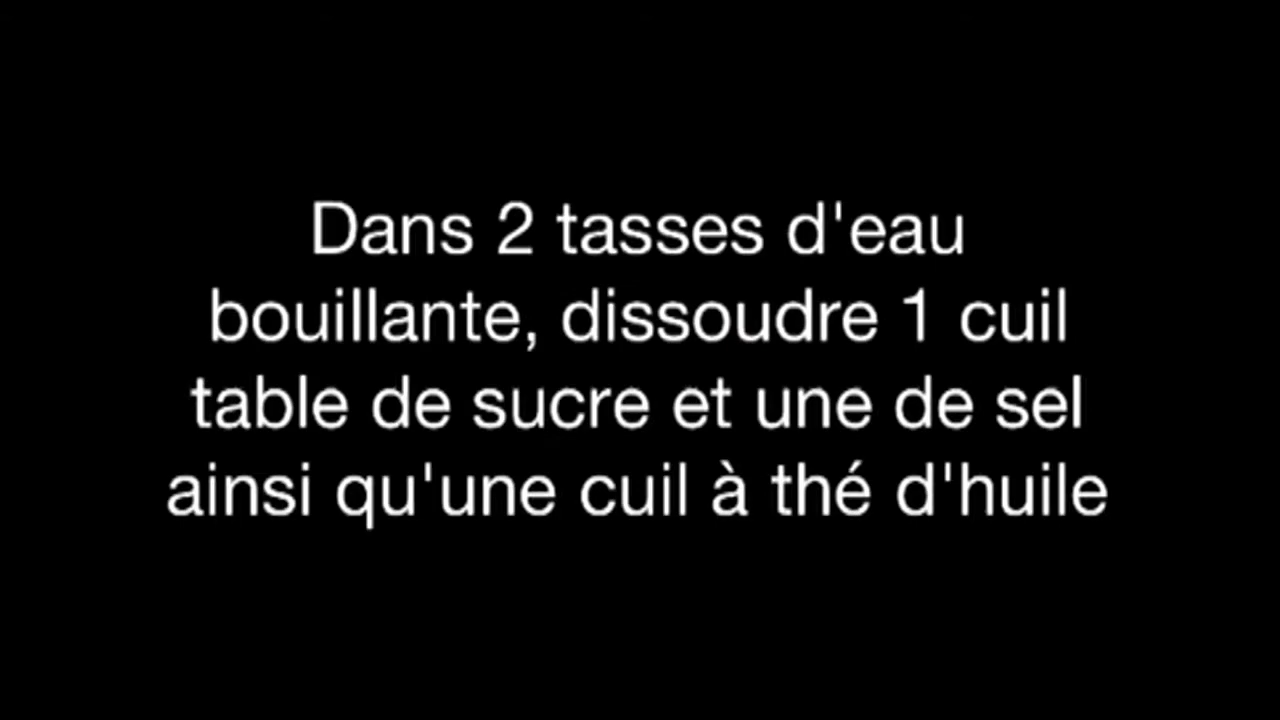 Dans 2 tasses d'eau
bouillante, dissoudre 1 cuil
table de sucre et une de sel
ainsi qu'une cuil à thé d'huile